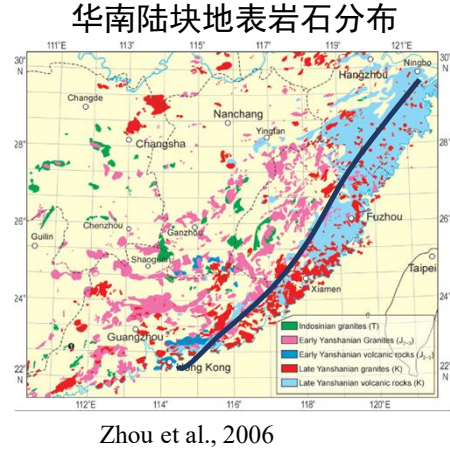 华南陆块地表岩石分布
111°E 113° 115° 117° 119° 121°E
30°
N
30°
N
Ningbo
Hangzhou
Changde
Nanchang
Yingtan
Changsha
28°
28°
Fuzhou
26°
26°
Chenzhou
Ganzhou
Guilin
Shaoguan
Taipei
24°
24°
Xiamen
Guangzhou
Hong Kong
22°
N
22°
N
Indosinian granites (T)
Early Yanshanian Granites (J₂₋₃)
Early Yanshanian volcanic rocks (J₂₋₃)
Late Yanshanian granites (K)
Late Yanshanian volcanic rocks (K)
112°E 114° 116° 118° 120°E
Zhou et al., 2006